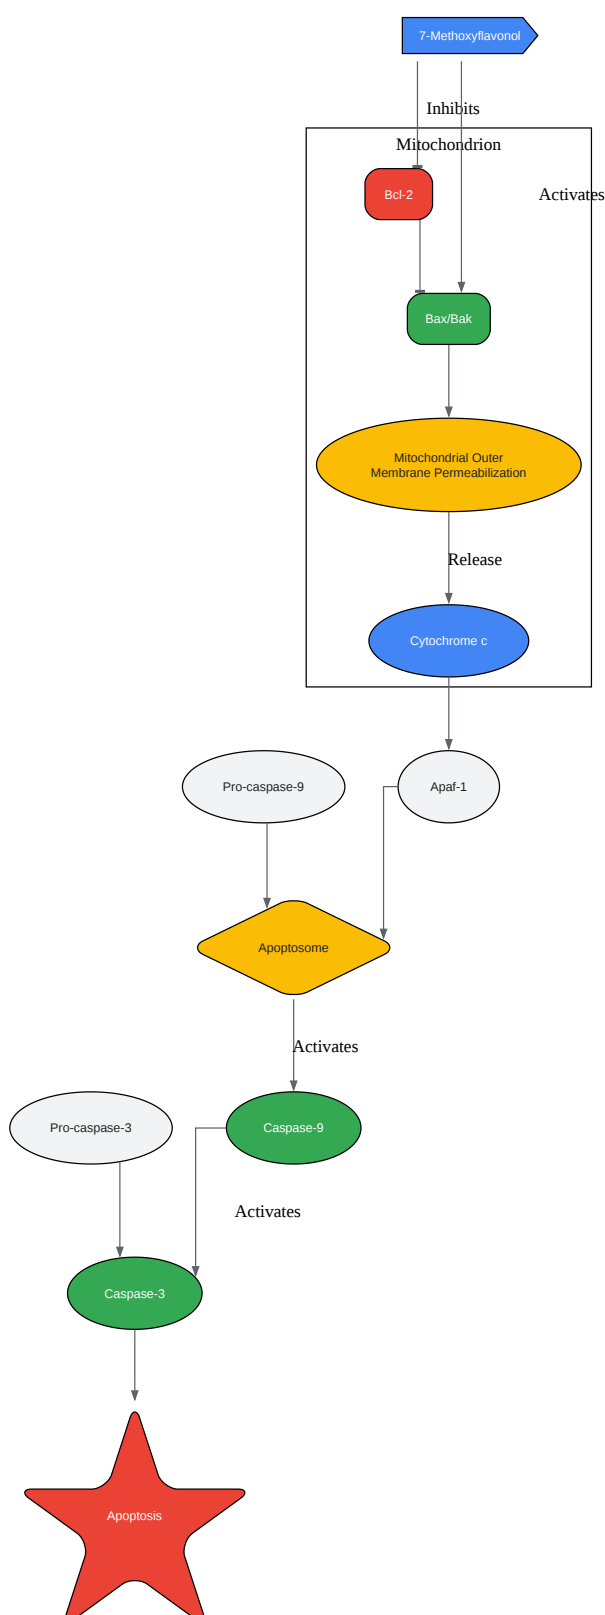 7-Methoxyflavonol
Inhibits
Mitochondrion
Bcl-2
Activates
Bax/Bak
Mitochondrial Outer
Membrane Permeabilization
Release
Cytochrome c
Pro-caspase-9
Apaf-1
Apoptosome
Activates
Pro-caspase-3
Caspase-9
Activates
Caspase-3
Apoptosis